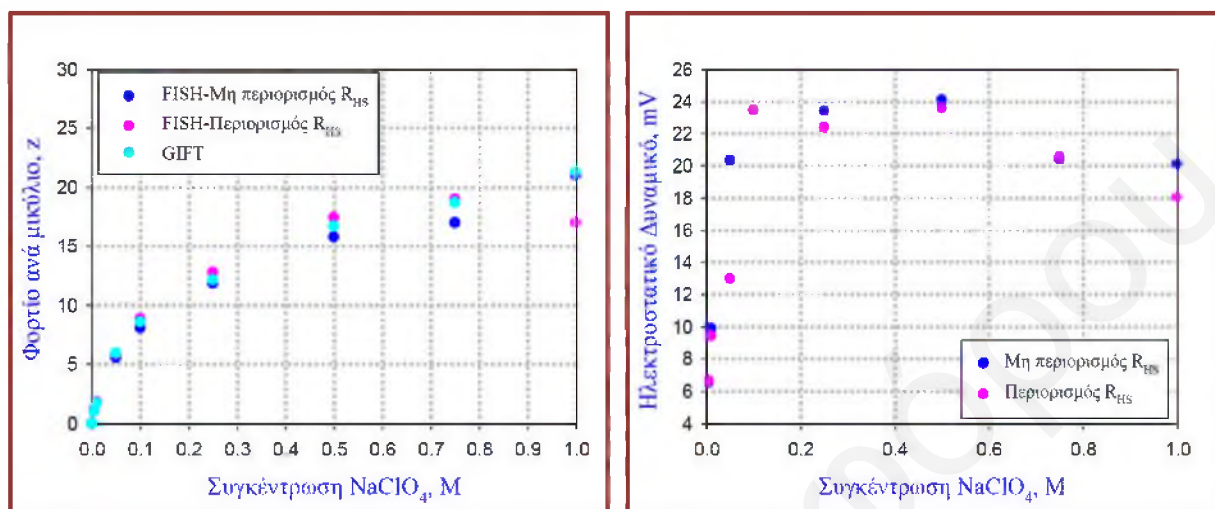 30
25
20
15
10
5
0
Φορτίο ανά μικύλιο, z
FISH-Μη περιορισμός R_HS
FISH-Περιορισμός R_HS
GIFT
0.0 0.1 0.2 0.3 0.4 0.5 0.6 0.7 0.8 0.9 1.0
Συγκέντρωση NaClO₄, M
26
24
22
20
18
16
14
12
10
8
6
4
Ηλεκτροστατικό Δυναμικό, mV
Μη περιορισμός R_HS
Περιορισμός R_HS
0.0 0.2 0.4 0.6 0.8 1.0
Συγκέντρωση NaClO₄, M